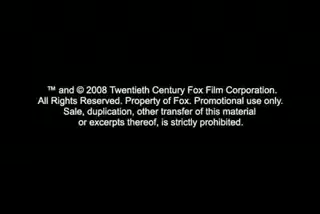 ™ and © 2008 Twentieth Century Fox Film Corporation.
All Rights Reserved. Property of Fox. Promotional use only.
Sale, duplication, other transfer of this material
or excerpts thereof, is strictly prohibited.